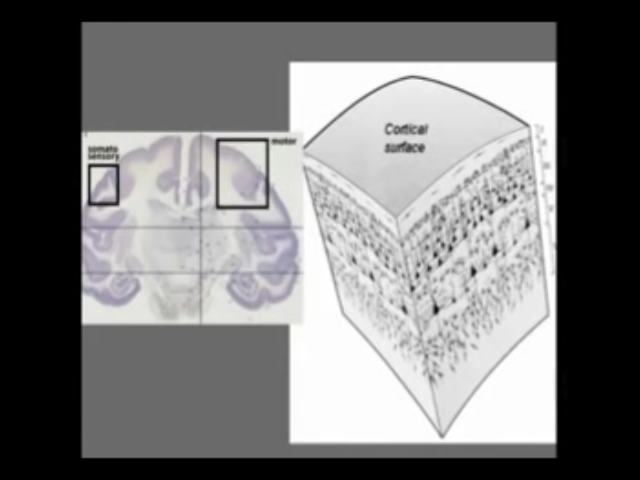 somato
sensory
motor
Cortical
surface